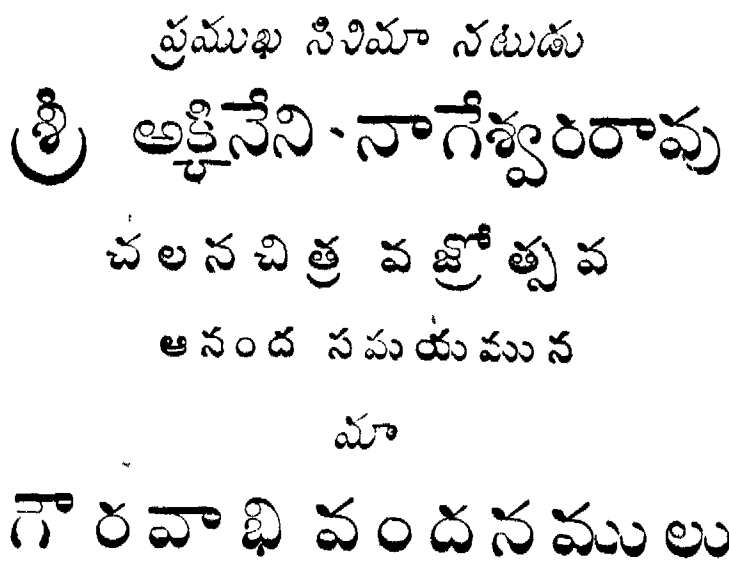 ప్రముఖ సినిమా నటుడు
శ్రీ అక్కినేని - నాగేశ్వరరావు
చలనచిత్ర వజ్రోత్సవ
ఆనంద సమయమున
మా
గౌరవాభివందనములు